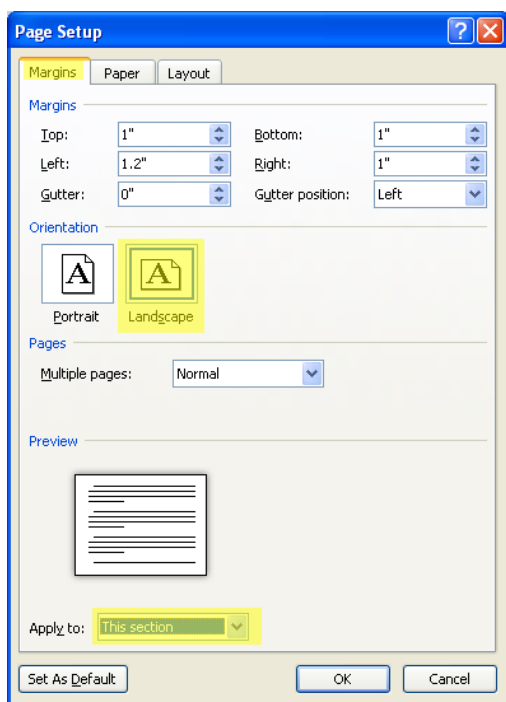 Page Setup
Margins Paper Layout
Margins
Top: 1" Bottom: 1"
Left: 1.2" Right: 1"
Gutter: 0" Gutter position: Left
Orientation
A A
Portrait Landscape
Pages
Multiple pages: Normal
Preview
Apply to: This section
Set As Default OK Cancel